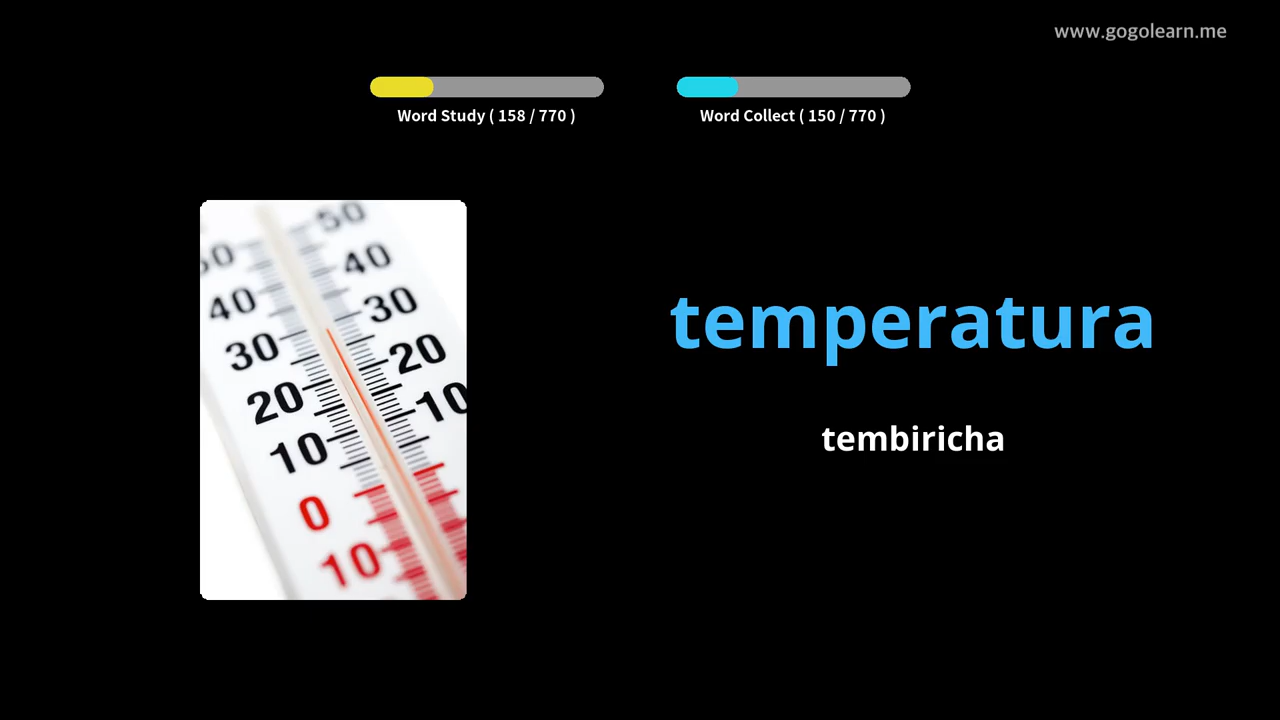 www.gogolearn.me
Word Study ( 158 / 770 )
Word Collect ( 150 / 770 )
50
40
40
30
30
20
20
10
10
0
10
temperatura
tembiricha